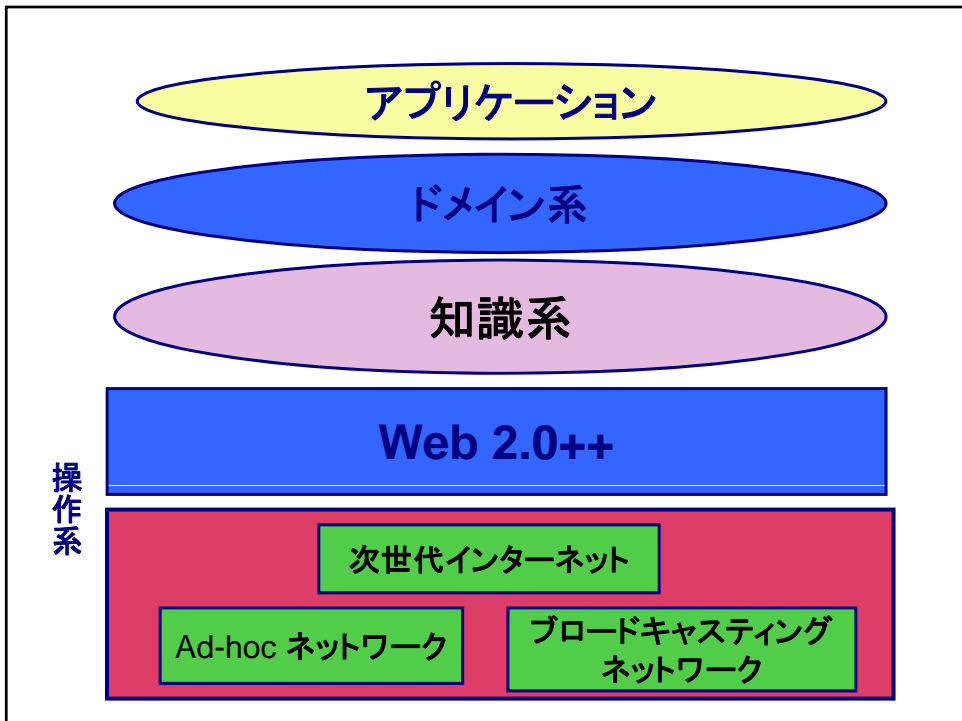 アプリケーション
ドメイン系
知識系
Web 2.0++
操作系
次世代インターネット
Ad-hoc ネットワーク
ブロードキャスティング
ネットワーク